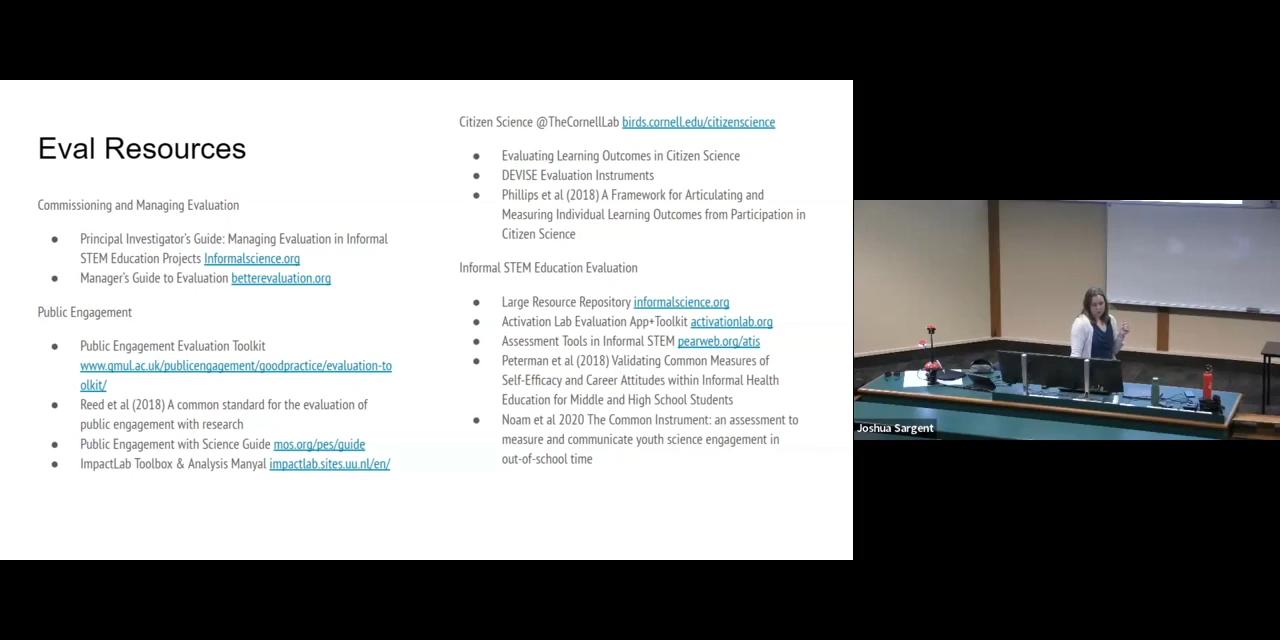 Eval Resources
Commissioning and Managing Evaluation
● Principal Investigator's Guide: Managing Evaluation in Informal
STEM Education Projects Informalscience.org
● Manager's Guide to Evaluation betterevaluation.org
Public Engagement
● Public Engagement Evaluation Toolkit
www.qmul.ac.uk/publicengagement/goodpractice/evaluation-to
olkit/
● Reed et al (2018) A common standard for the evaluation of
public engagement with research
● Public Engagement with Science Guide mos.org/pes/guide
● ImpactLab Toolbox & Analysis Manyal impactlab.sites.uu.nl/en/
Citizen Science @TheCornellLab birds.cornell.edu/citizenscience
● Evaluating Learning Outcomes in Citizen Science
● DEVISE Evaluation Instruments
● Phillips et al (2018) A Framework for Articulating and
Measuring Individual Learning Outcomes from Participation in
Citizen Science
Informal STEM Education Evaluation
● Large Resource Repository informalscience.org
● Activation Lab Evaluation App+Toolkit activationlab.org
● Assessment Tools in Informal STEM pearweb.org/atis
● Peterman et al (2018) Validating Common Measures of
Self-Efficacy and Career Attitudes within Informal Health
Education for Middle and High School Students
● Noam et al 2020 The Common Instrument: an assessment to
measure and communicate youth science engagement in
out-of-school time
Joshua Sargent